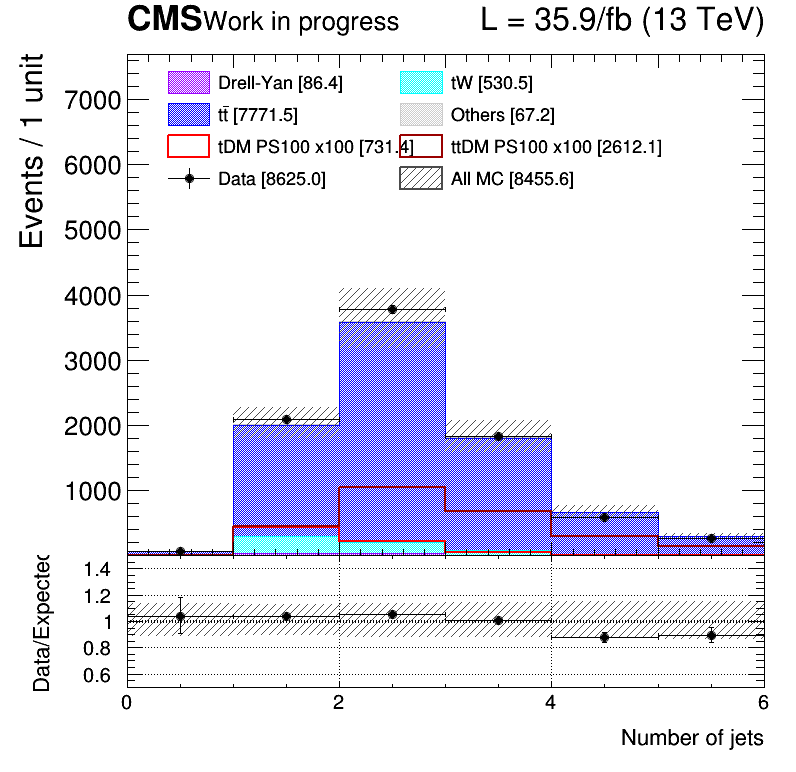 CMS Work in progress L = 35.9/fb (13 TeV)
Events / 1 unit
Drell-Yan [86.4] tW [530.5]
tt̄ [7771.5] Others [67.2]
tDM PS100 x100 [731.4] ttDM PS100 x100 [2612.1]
Data [8625.0] All MC [8455.6]
7000
6000
5000
4000
3000
2000
1000
Data/Expected
1.4
1.2
1
0.8
0.6
0 2 4 6
Number of jets